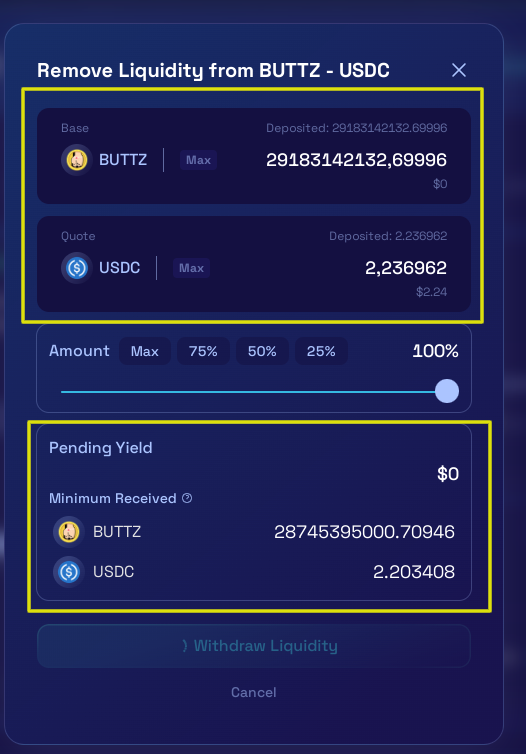 Remove Liquidity from BUTTZ - USDC
Base Deposited: 29183142132.69996
BUTTZ Max 29183142132,69996
$0
Quote Deposited: 2.236962
USDC Max 2,236962
$2.24
Amount Max 75% 50% 25% 100%
Pending Yield
$0
Minimum Received
BUTTZ 28745395000.70946
USDC 2.203408
Withdraw Liquidity
Cancel